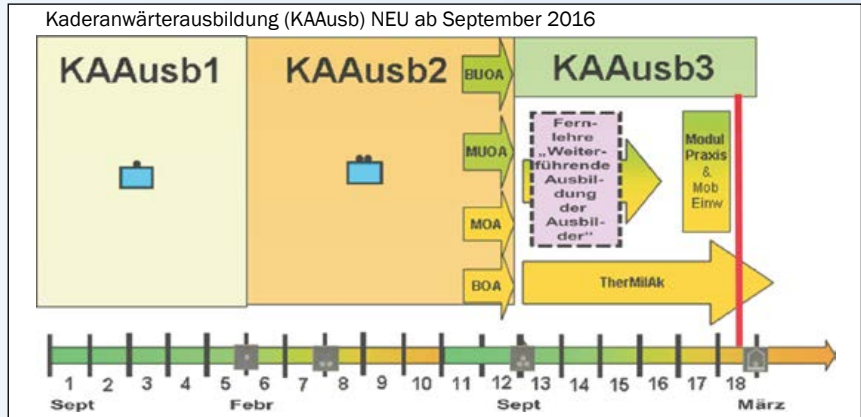 Kaderanwärterausbildung (KAAusb) NEU ab September 2016
KAAusb1
KAAusb2
KAAusb3
BUOA
MUOA
MOA
BOA
Fern-
lehre
„Weiter-
führende
Ausbil-
dung
der
Ausbil-
der“
Modul
Praxis
& Mob
Einw
TherMilAk
1 2 3 4 5 6 7 8 9 10 11 12 13 14 15 16 17 18
Sept Febr Sept März